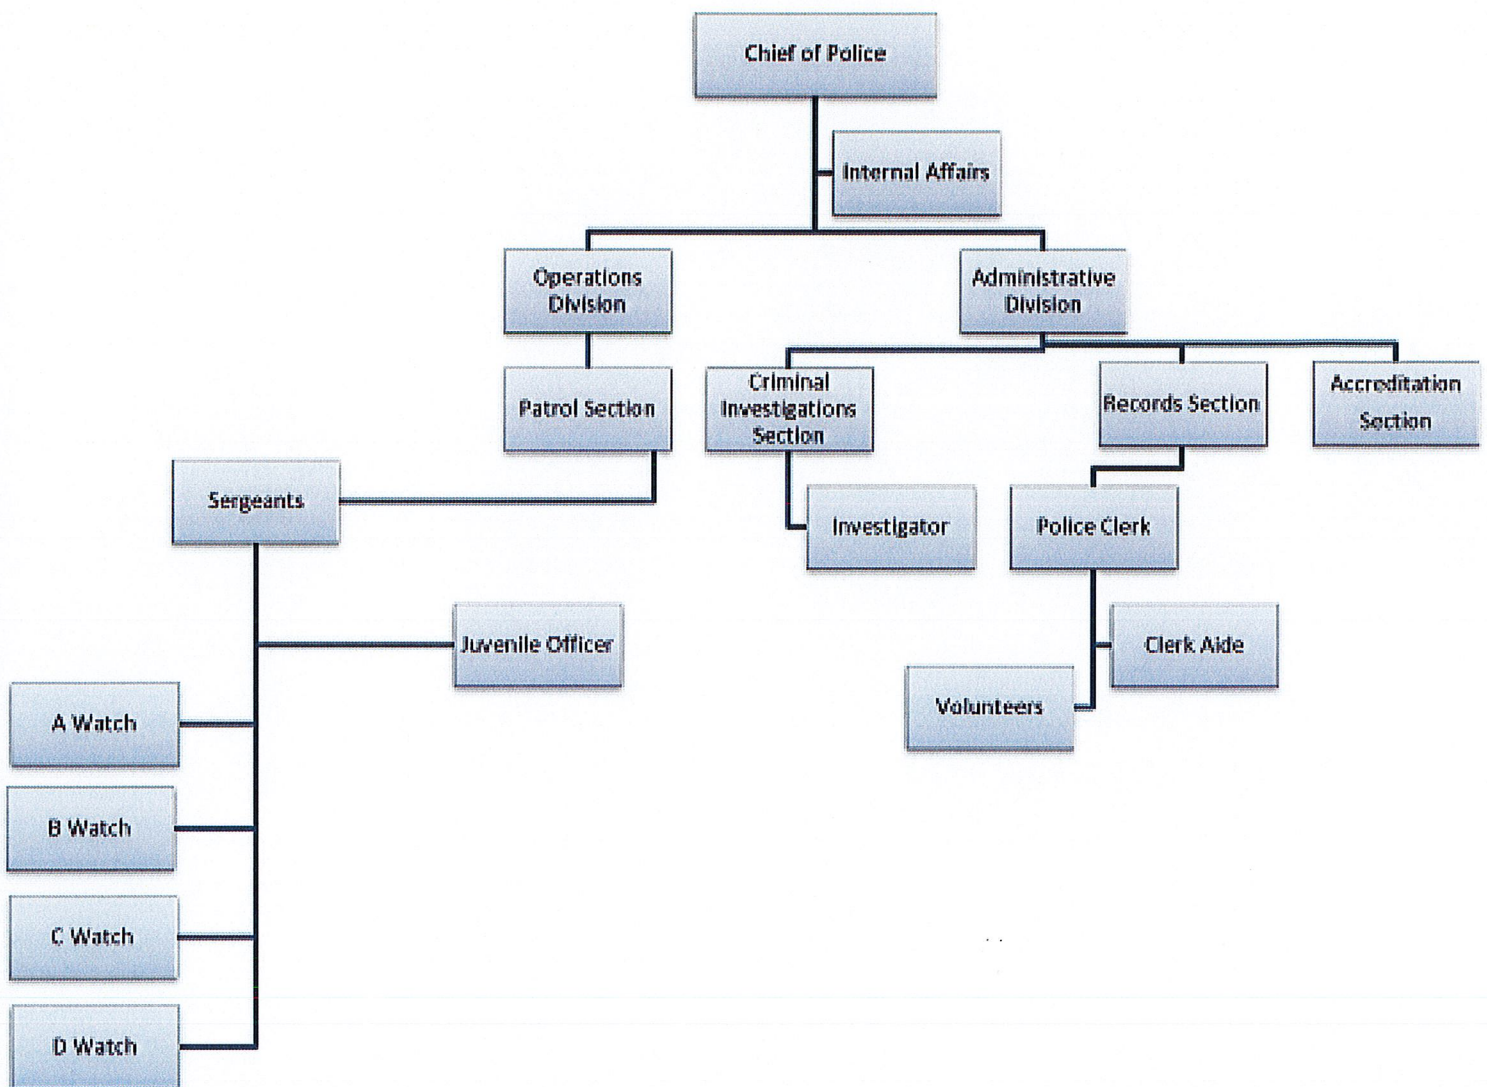 Chief of Police
Internal Affairs
Operations
Division
Administrative
Division
Patrol Section
Criminal
Investigations
Section
Records Section
Accreditation
Section
Sergeants
Investigator
Police Clerk
Juvenile Officer
Clerk Aide
Volunteers
A Watch
B Watch
C Watch
D Watch